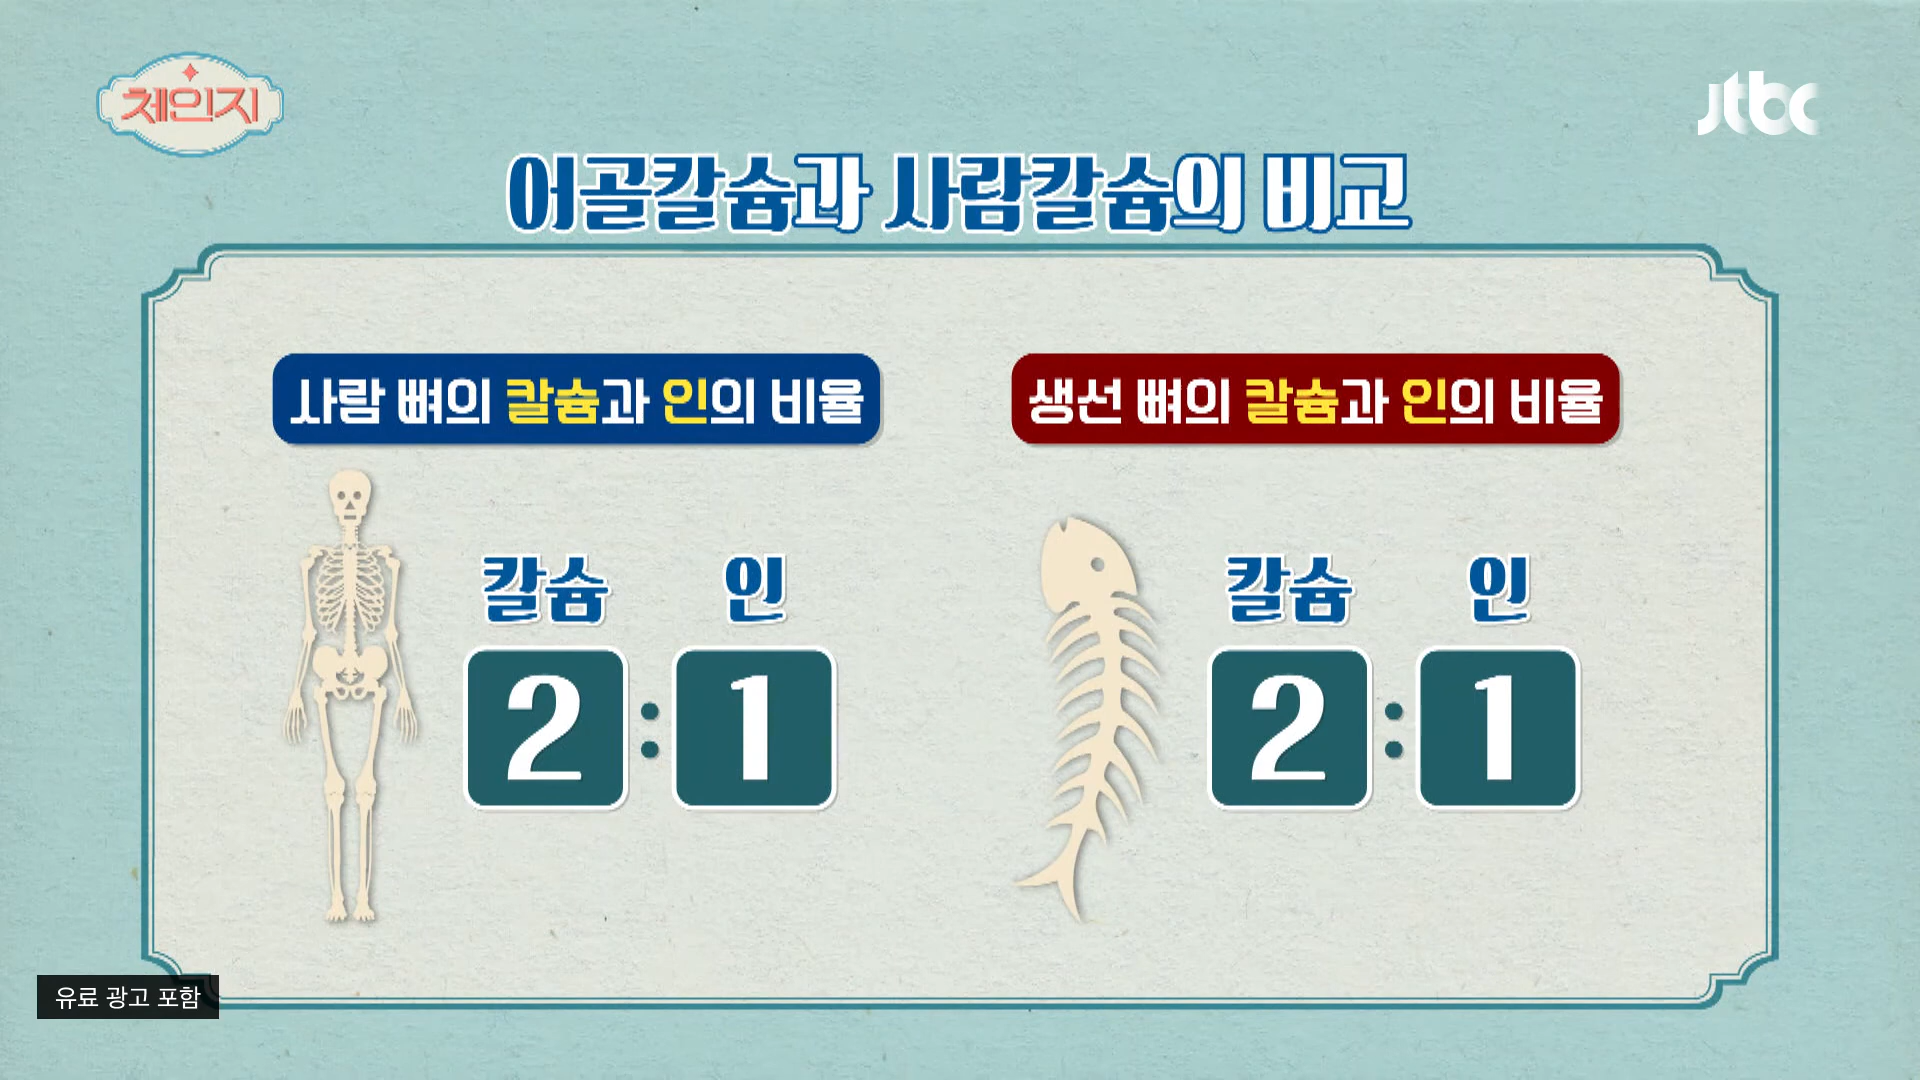 체인지
jtbc
어골칼슘과 사람칼슘의 비교
사람 뼈의 칼슘과 인의 비율
생선 뼈의 칼슘과 인의 비율
칼슘 인
2 : 1
칼슘 인
2 : 1
유료 광고 포함